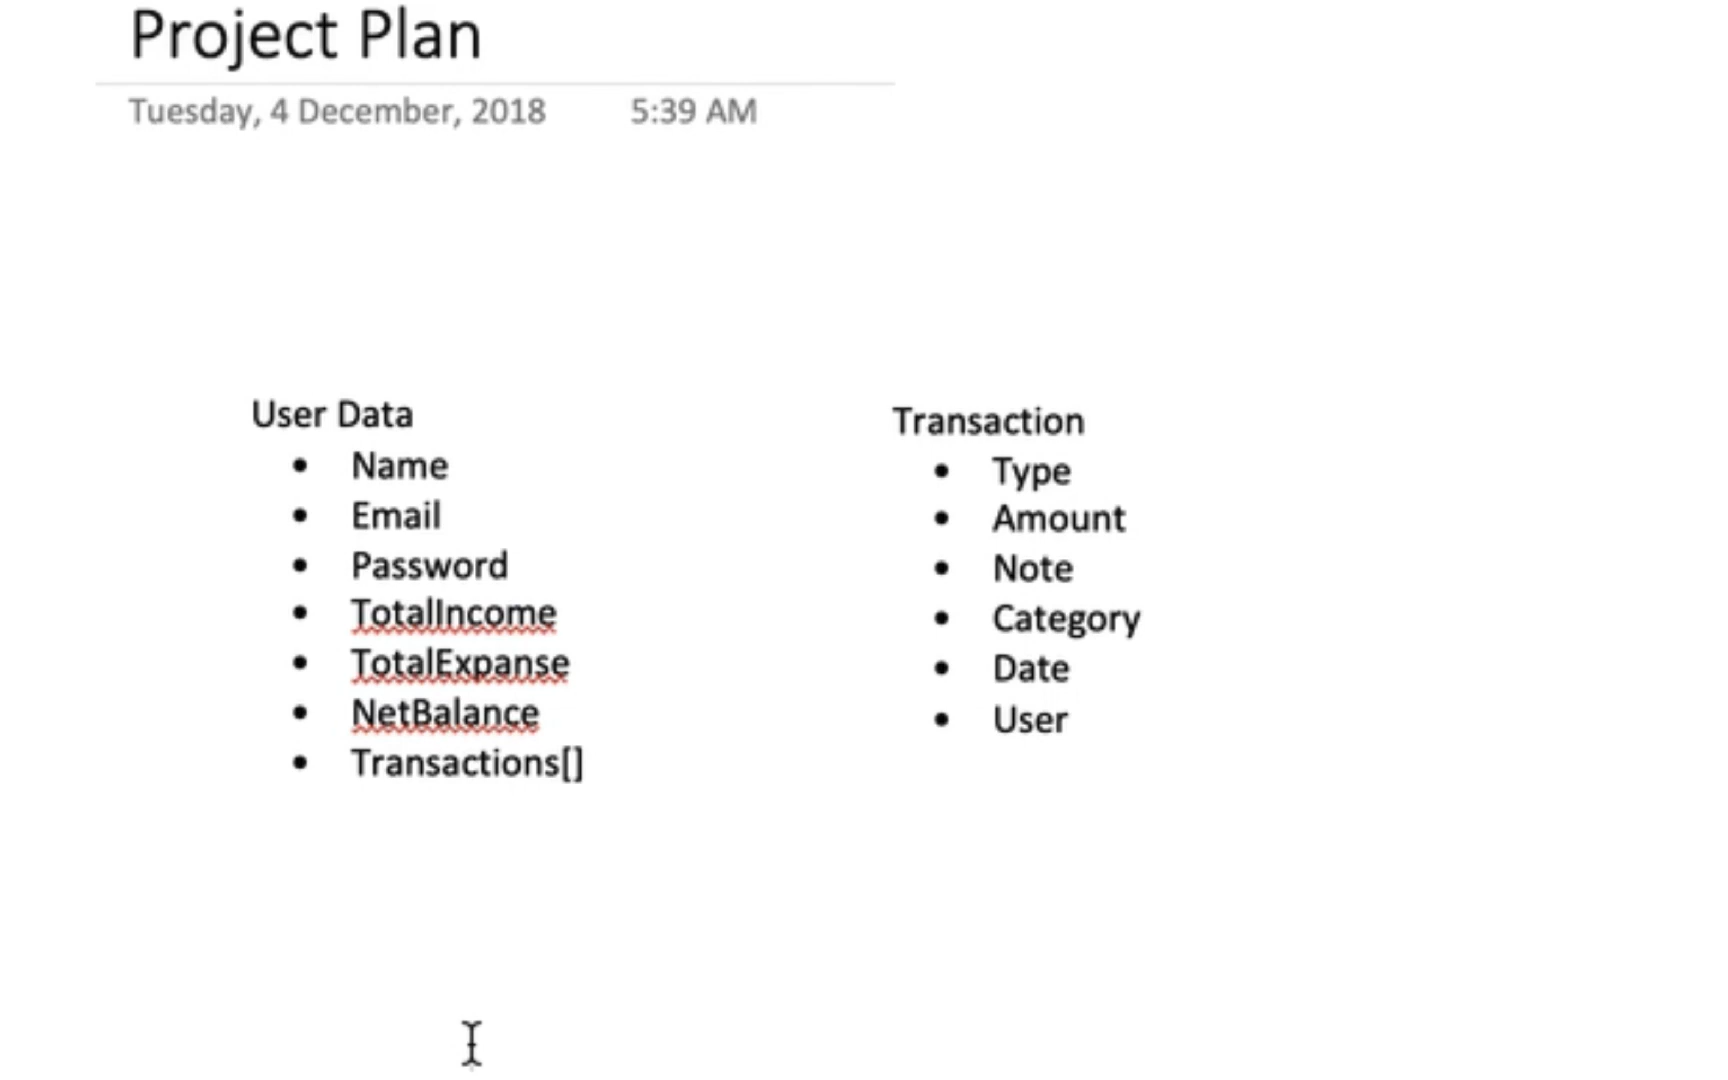 Project Plan
Tuesday, 4 December, 2018 5:39 AM
User Data
• Name
• Email
• Password
• TotalIncome
• TotalExpanse
• NetBalance
• Transactions[]
Transaction
• Type
• Amount
• Note
• Category
• Date
• User